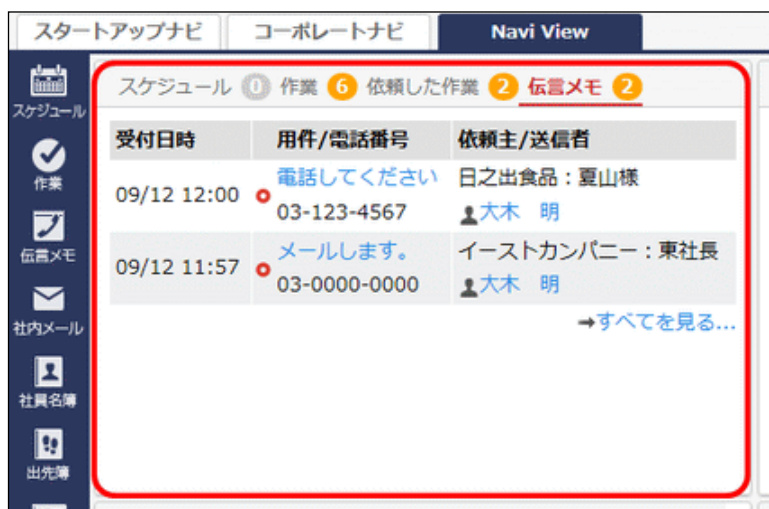 スタートアップナビ コーポレートナビ Navi View
スケジュール 0 作業 6 依頼した作業 2 伝言メモ 2
受付日時 用件/電話番号 依頼主/送信者
09/12 12:00 電話してください 日之出食品：夏山様
03-123-4567 大木 明
09/12 11:57 メールします。 イーストカンパニー：東社長
03-0000-0000 大木 明
→すべてを見る...
スケジュール
作業
伝言メモ
社内メール
社員名簿
出先簿